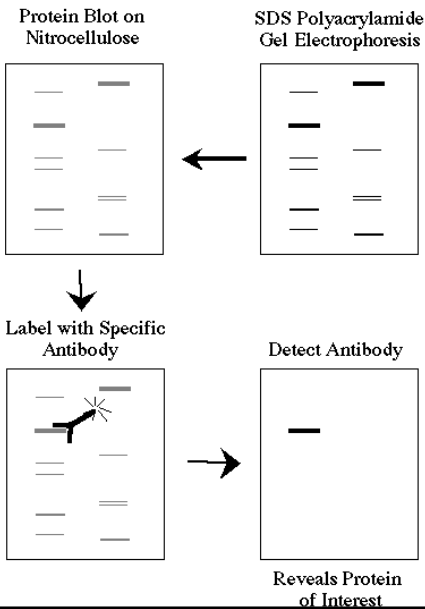 Protein Blot on
Nitrocellulose
SDS Polyacrylamide
Gel Electrophoresis
Label with Specific
Antibody
Detect Antibody
Reveals Protein
of Interest